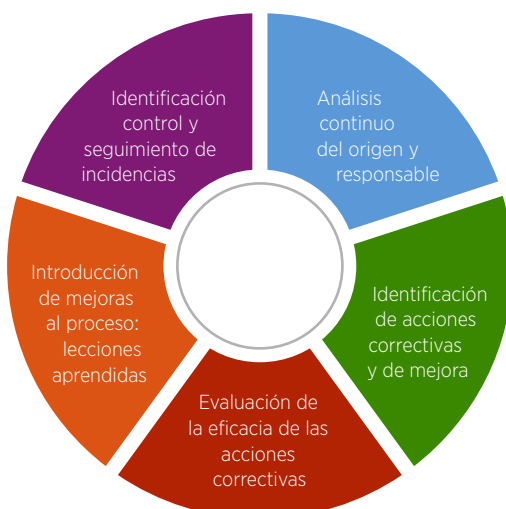 Identificación
control y
seguimiento de
incidencias
Análisis
continuo
del origen y
responsable
Identificación
de acciones
correctivas
y de mejora
Evaluación de
la eficacia de las
acciones
correctivas
Introducción
de mejoras
al proceso:
lecciones
aprendidas